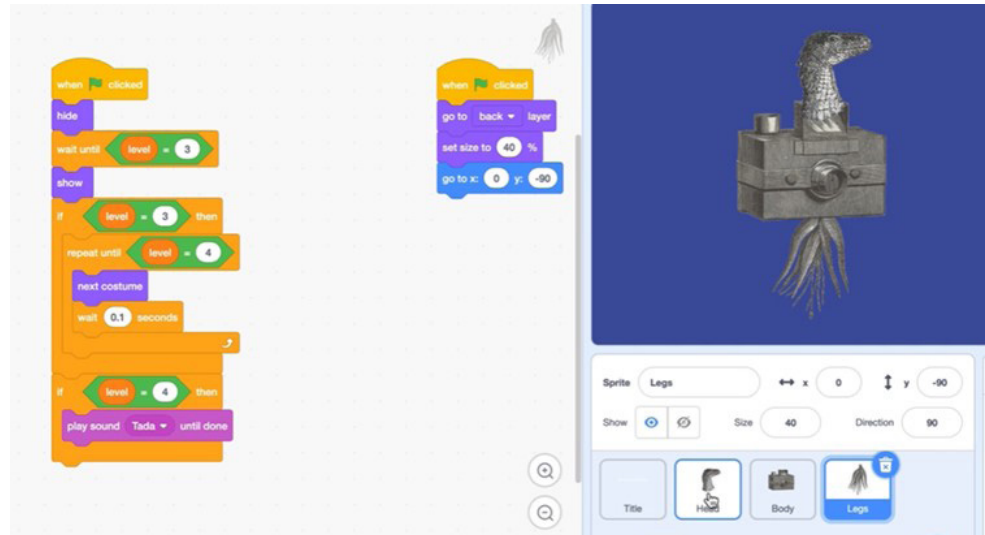 when clicked
hide
wait until level = 3
show
if level = 3 then
repeat until level = 4
next costume
wait 0.1 seconds
if level = 4 then
play sound Tada until done
when clicked
go to back layer
set size to 40 %
go to x: 0 y: -90
Sprite Legs x 0 y -90
Show Size 40 Direction 90
Title Head Body Legs